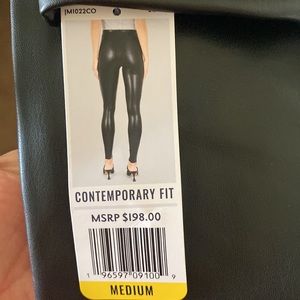 JM1022CO
CONTEMPORARY FIT
MSRP $198.00
1 96597 09100 9
MEDIUM